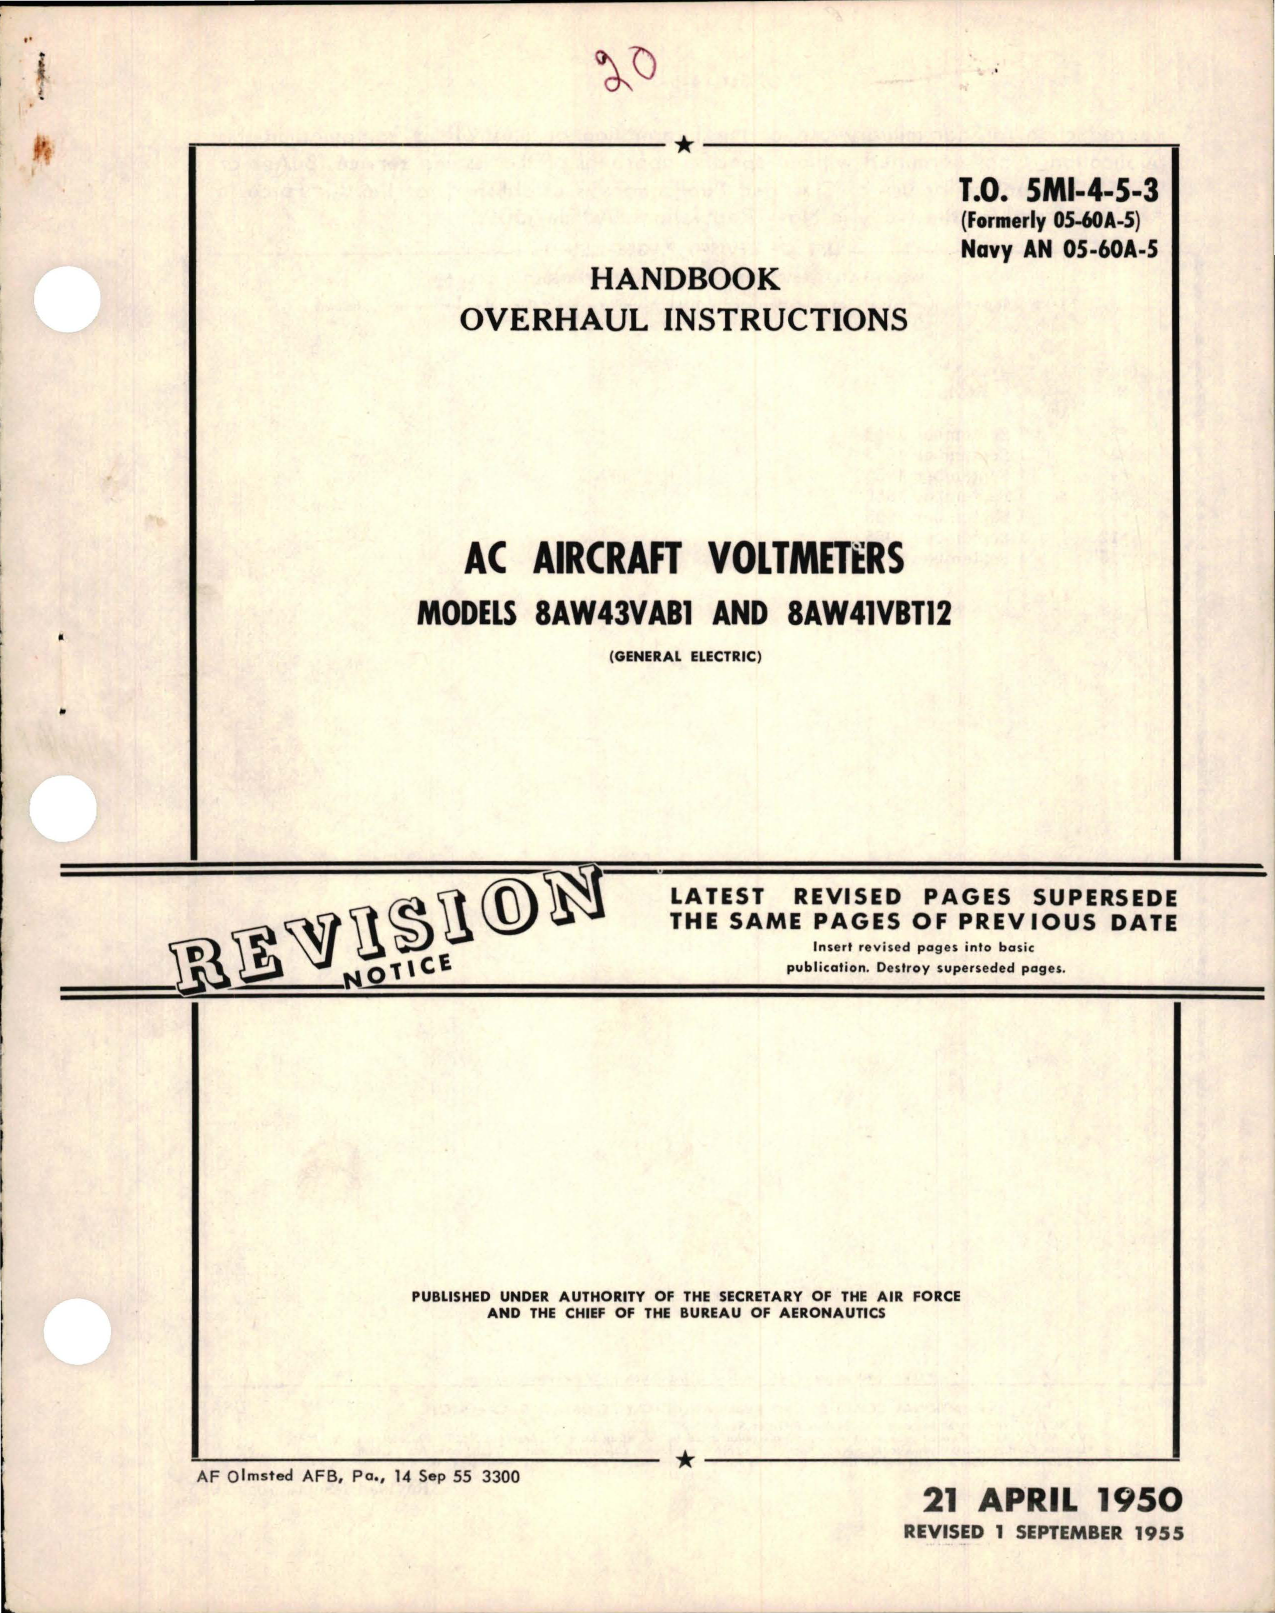 20
T.O. 5MI-4-5-3
(Formerly 05-60A-5)
Navy AN 05-60A-5
HANDBOOK
OVERHAUL INSTRUCTIONS
AC AIRCRAFT VOLTMETERS
MODELS 8AW43VAB1 AND 8AW41VBT12
(GENERAL ELECTRIC)
REVISION
NOTICE
LATEST REVISED PAGES SUPERSEDE
THE SAME PAGES OF PREVIOUS DATE
Insert revised pages into basic
publication. Destroy superseded pages.
PUBLISHED UNDER AUTHORITY OF THE SECRETARY OF THE AIR FORCE
AND THE CHIEF OF THE BUREAU OF AERONAUTICS
AF Olmsted AFB, Pa., 14 Sep 55 3300
21 APRIL 1950
REVISED 1 SEPTEMBER 1955